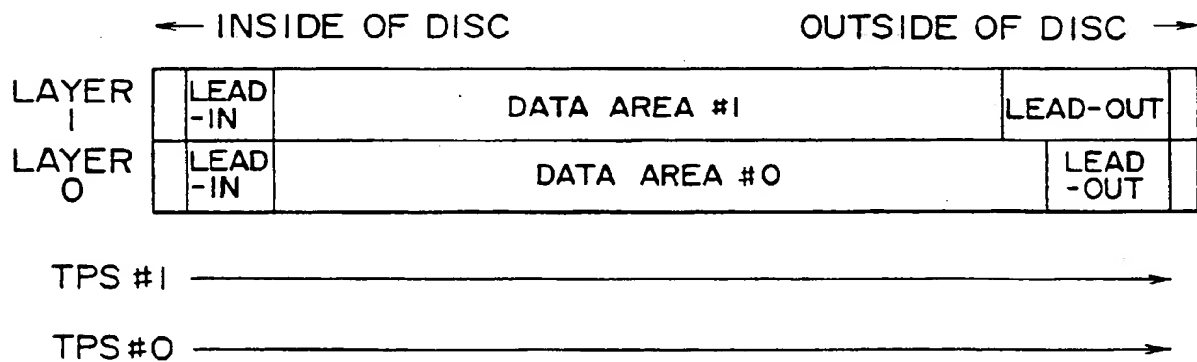 ← INSIDE OF DISC OUTSIDE OF DISC →
LAYER 1
LEAD-IN
DATA AREA #1
LEAD-OUT
LAYER 0
LEAD-IN
DATA AREA #0
LEAD-OUT
TPS #1
TPS #0